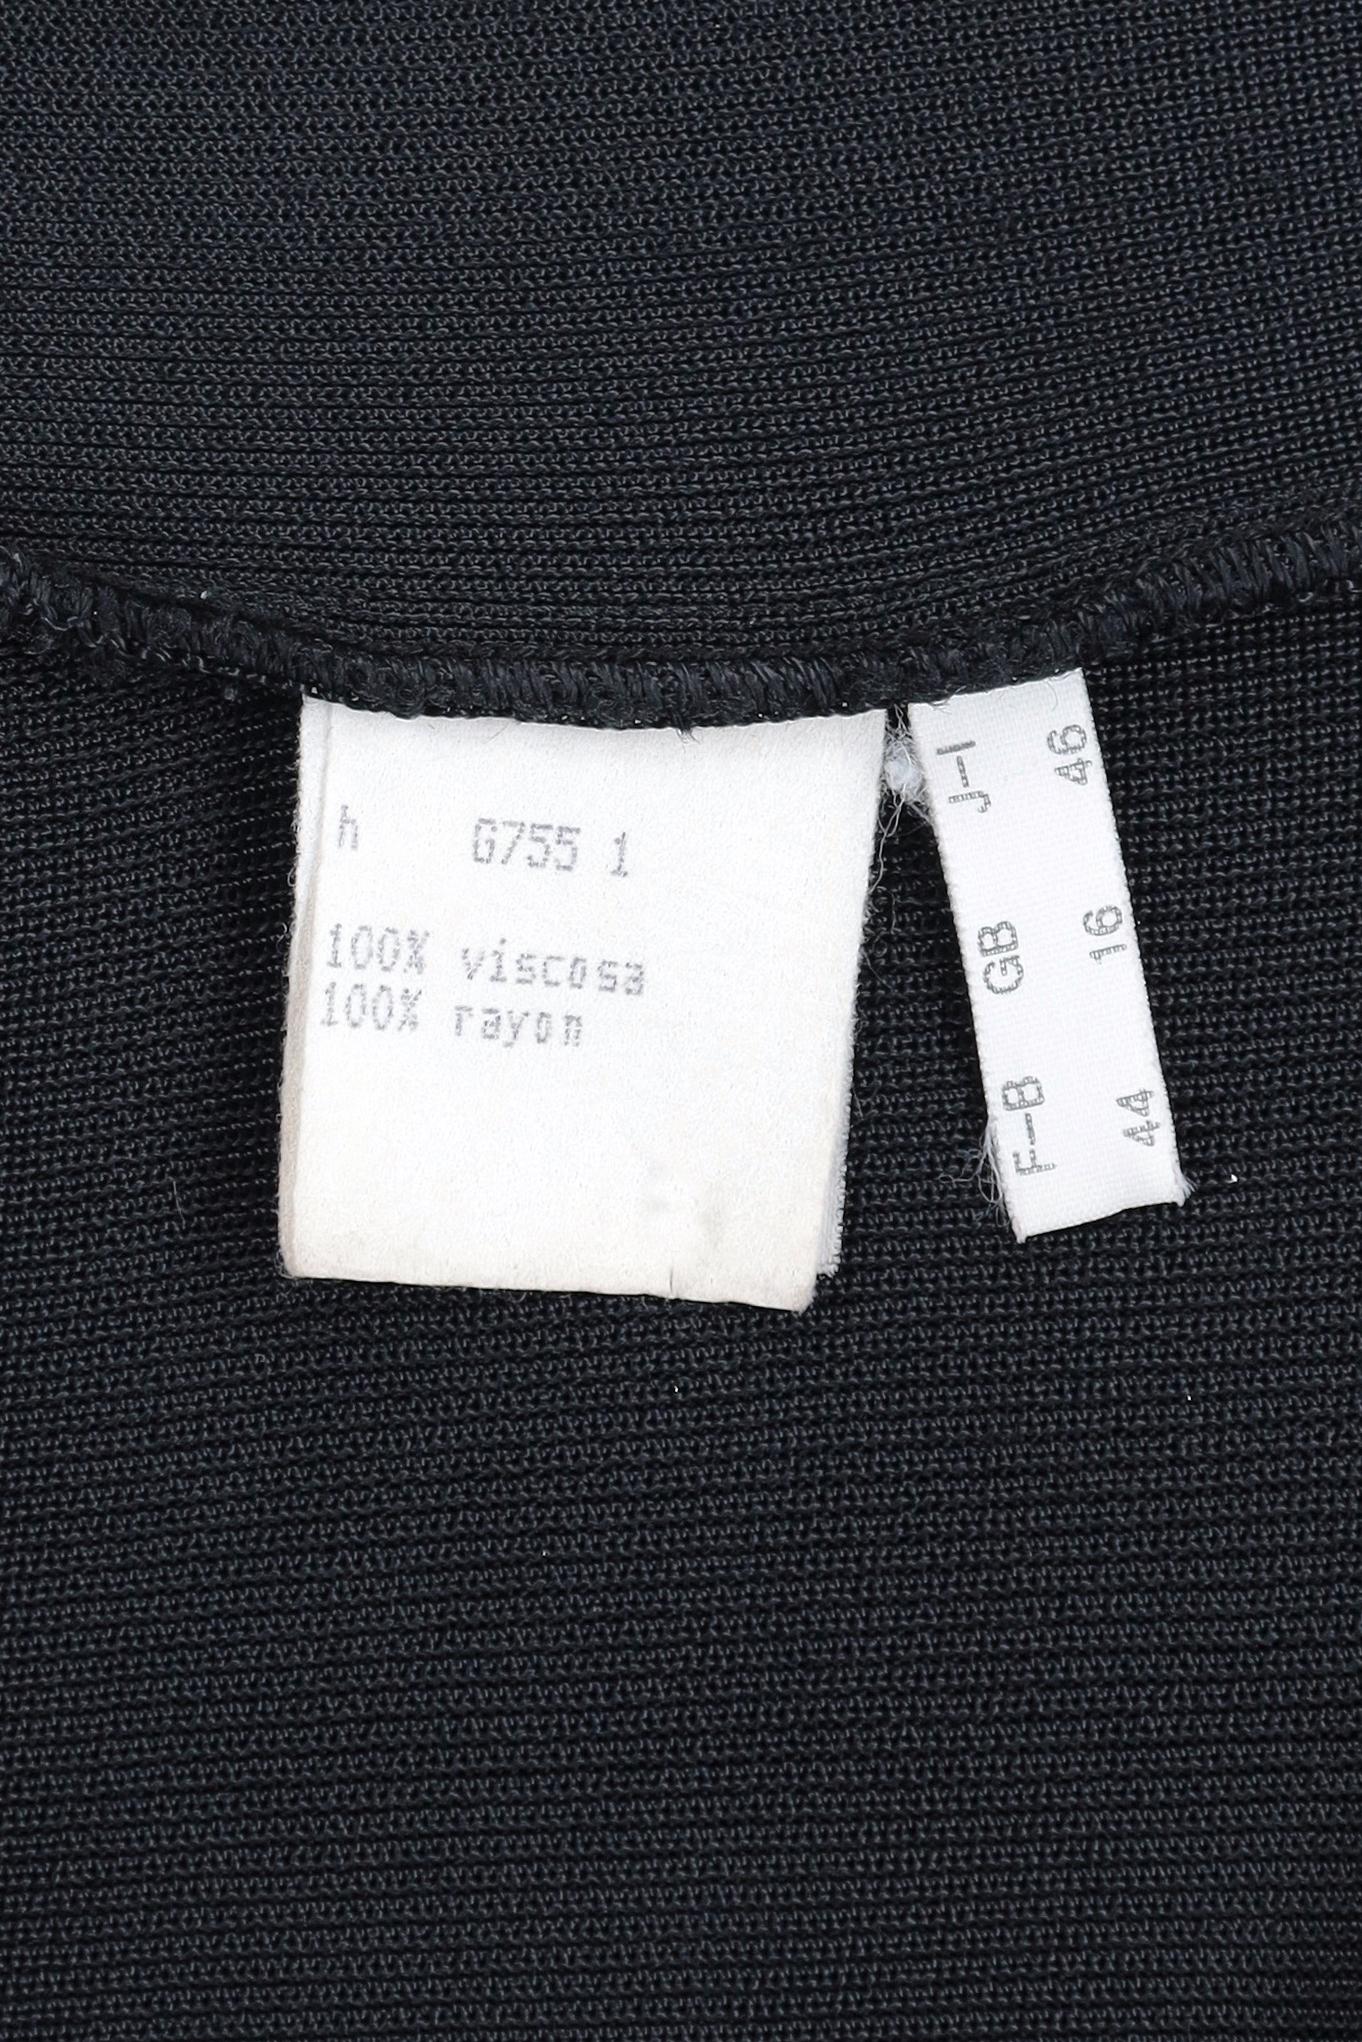 h G755 1
100% viscosa
100% rayon
F-B GB J-I
44 16 46